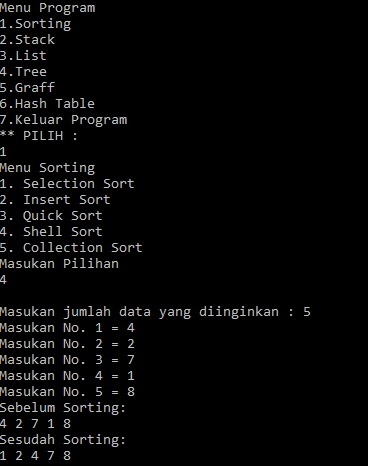 Menu Program
1.Sorting
2.Stack
3.List
4.Tree
5.Graff
6.Hash Table
7.Keluar Program
** PILIH :
1
Menu Sorting
1. Selection Sort
2. Insert Sort
3. Quick Sort
4. Shell Sort
5. Collection Sort
Masukan Pilihan
4
Masukan jumlah data yang diinginkan : 5
Masukan No. 1 = 4
Masukan No. 2 = 2
Masukan No. 3 = 7
Masukan No. 4 = 1
Masukan No. 5 = 8
Sebelum Sorting:
4 2 7 1 8
Sesudah Sorting:
1 2 4 7 8